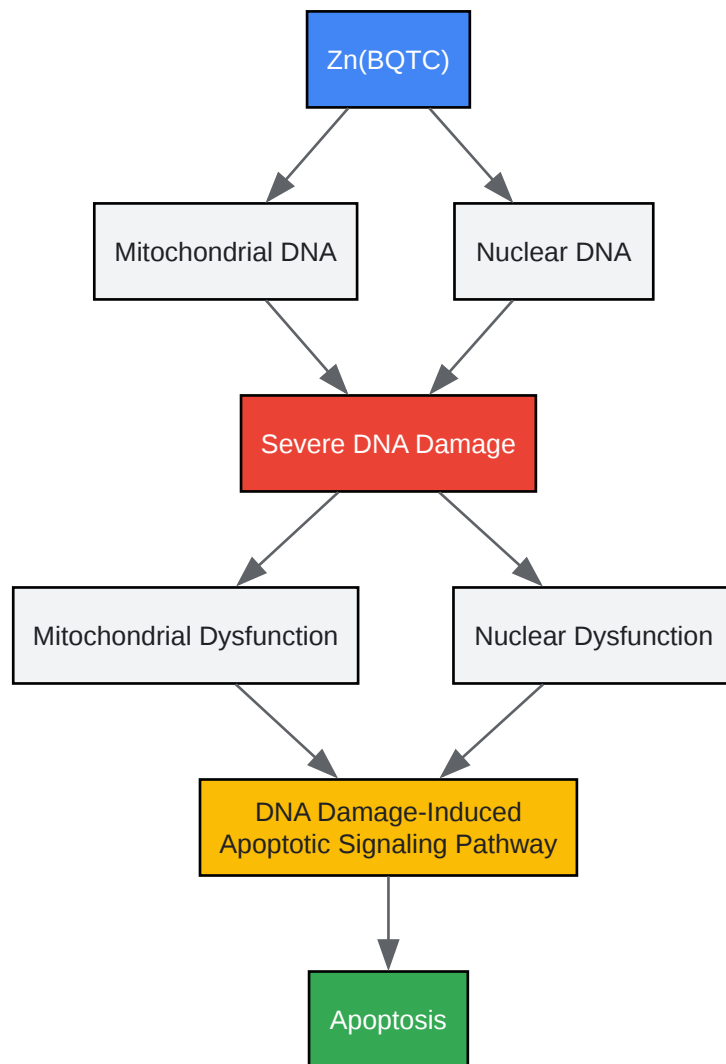 Zn(BQTC)
Mitochondrial DNA
Nuclear DNA
Severe DNA Damage
Mitochondrial Dysfunction
Nuclear Dysfunction
DNA Damage-Induced
Apoptotic Signaling Pathway
Apoptosis